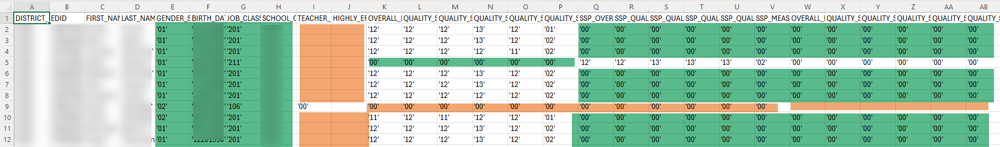 A B C D E F G H I J K L M N O P Q R S T U V W X Y Z AA AB
1 DISTRICT_ EDID FIRST_NAM LAST_NAM GENDER_S BIRTH_DAT JOB_CLASS SCHOOL_C TEACHER_ HIGHLY_EF OVERALL_I QUALITY_S QUALITY_S QUALITY_S QUALITY_S QUALITY_S SSP_OVER SSP_QUAL SSP_QUAL SSP_QUAL SSP_QUAL SSP_MEAS OVERALL_I QUALITY_S QUALITY_S QUALITY_S QUALITY_S QUALITY_S
2 '01' '201' '12' '12' '12' '13' '12' '01' '00' '00' '00' '00' '00' '00' '00' '00' '00' '00' '00' '00'
3 '01' '201' '12' '12' '12' '13' '12' '02' '00' '00' '00' '00' '00' '00' '00' '00' '00' '00' '00' '00'
4 '01' '201' '12' '12' '12' '12' '11' '02' '00' '00' '00' '00' '00' '00' '00' '00' '00' '00' '00' '00'
5 '01' '211' '00' '00' '00' '00' '00' '00' '12' '12' '13' '13' '13' '02' '00' '00' '00' '00' '00' '00'
6 '01' '201' '12' '12' '12' '13' '12' '02' '00' '00' '00' '00' '00' '00' '00' '00' '00' '00' '00' '00'
7 '01' '201' '12' '12' '12' '13' '12' '02' '00' '00' '00' '00' '00' '00' '00' '00' '00' '00' '00' '00'
8 '01' '201' '12' '12' '12' '12' '12' '02' '00' '00' '00' '00' '00' '00' '00' '00' '00' '00' '00' '00'
9 '02' '106' '00' '00' '00' '00' '00' '00' '00' '00' '00' '00' '00' '00' '00'
10 '02' '201' '11' '12' '11' '12' '12' '01' '00' '00' '00' '00' '00' '00' '00' '00' '00' '00' '00' '00'
11 '01' '201' '12' '12' '12' '12' '12' '02' '00' '00' '00' '00' '00' '00' '00' '00' '00' '00' '00' '00'
12 '01' '201' '12' '12' '12' '13' '12' '02' '00' '00' '00' '00' '00' '00' '00' '00' '00' '00' '00' '00'